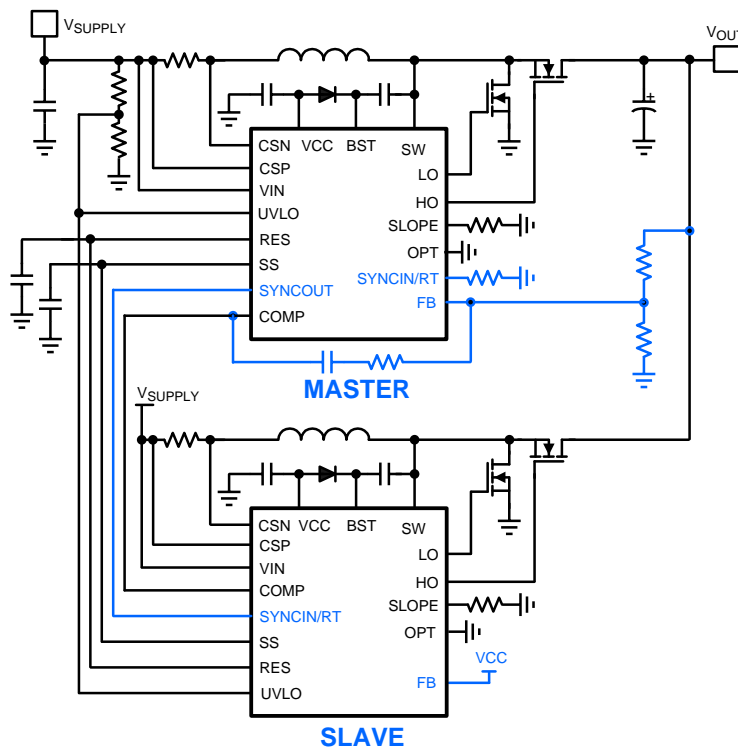 VSUPPLY
VOUT
+
CSN
VCC
BST
SW
CSP
VIN
UVLO
RES
SS
SYNCOUT
COMP
LO
HO
SLOPE
OPT
SYNCIN/RT
FB
MASTER
VSUPPLY
CSN
VCC
BST
SW
CSP
VIN
COMP
SYNCIN/RT
SS
RES
UVLO
LO
HO
SLOPE
OPT
VCC
FB
SLAVE